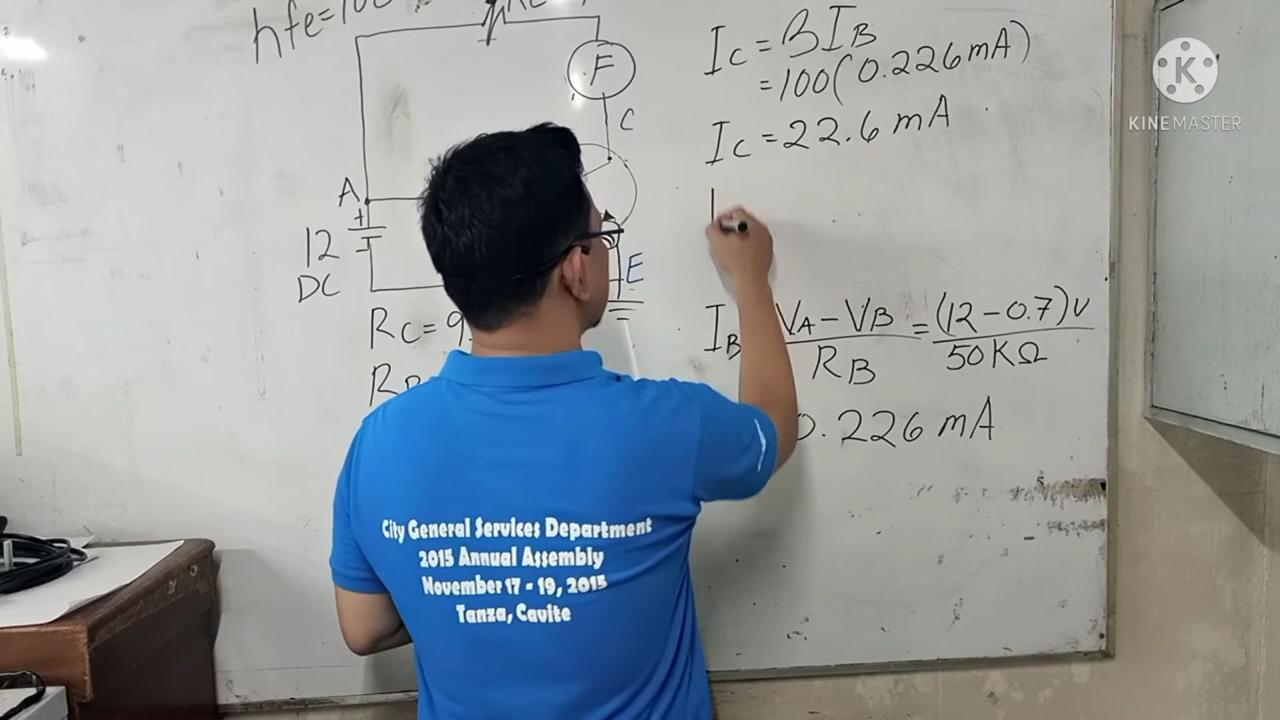 hfe=100
F
C
A
+
12
DC
E
RC = 9
IC = BIB
= 100(0.226mA)
IC = 22.6 mA
IB VA - VB = (12 - 0.7)V
RB 50KΩ
0.226 mA
KINEMASTER
City General Services Department
2015 Annual Assembly
November 17 - 19, 2015
Tanza, Cavite